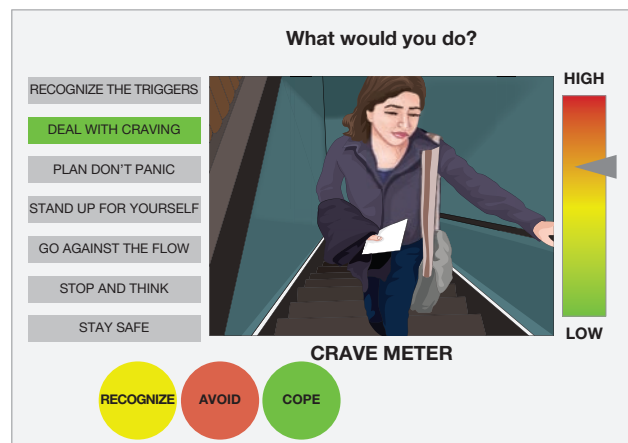 What would you do?
RECOGNIZE THE TRIGGERS
DEAL WITH CRAVING
PLAN DON'T PANIC
STAND UP FOR YOURSELF
GO AGAINST THE FLOW
STOP AND THINK
STAY SAFE
HIGH
LOW
CRAVE METER
RECOGNIZE
AVOID
COPE